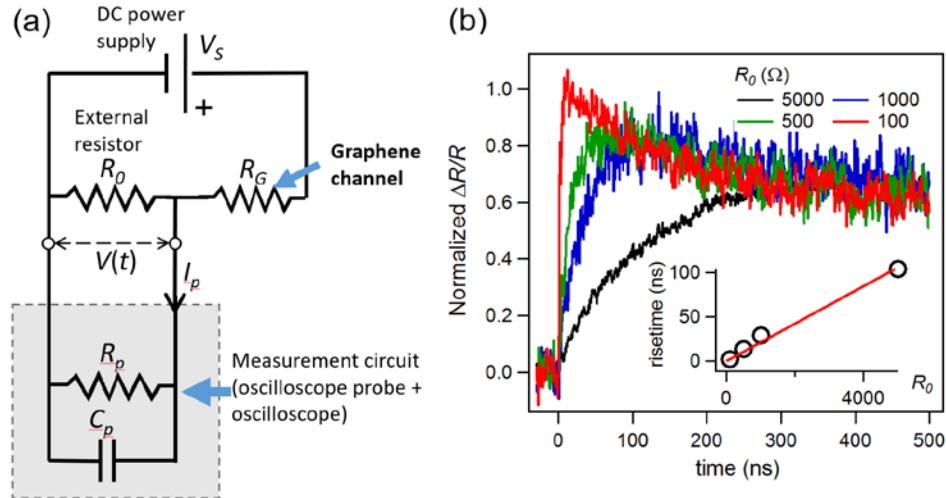 (a)
DC power
supply
V_S
+
External
resistor
R_0
R_G
Graphene
channel
V(t)
I_p
R_p
C_p
Measurement circuit
(oscilloscope probe +
oscilloscope)
(b)
Normalized ΔR/R
1.0
0.8
0.6
0.4
0.2
0.0
R_0 (Ω)
5000 1000
500 100
risetime (ns)
100
50
0
0 4000 R_0
0 100 200 300 400 500
time (ns)